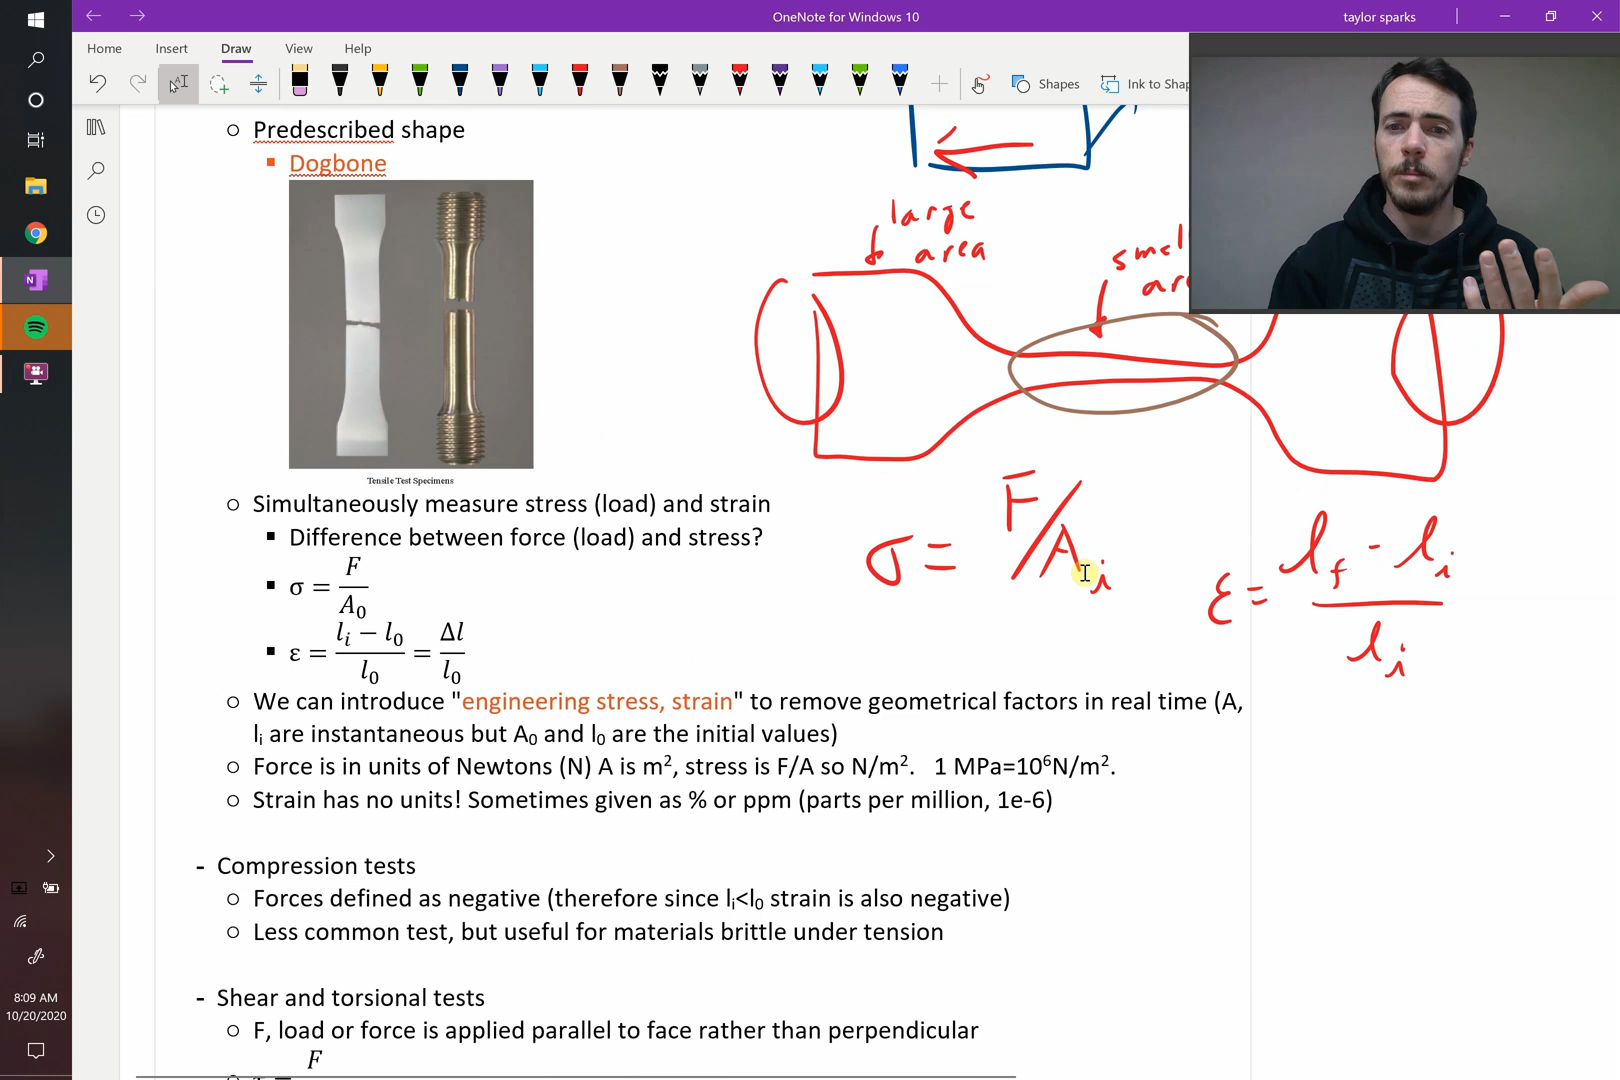 OneNote for Windows 10
taylor sparks
Home Insert Draw View Help
Shapes
Ink to Shap
○ Predescribed shape
▪ Dogbone
Tensile Test Specimens
large
area
smal
ar
○ Simultaneously measure stress (load) and strain
▪ Difference between force (load) and stress?
▪ σ = F/A₀
▪ ε = (lᵢ − l₀)/l₀ = Δl/l₀
σ = F/Aᵢ
ε = (l_f - lᵢ)/lᵢ
○ We can introduce "engineering stress, strain" to remove geometrical factors in real time (A,
lᵢ are instantaneous but A₀ and l₀ are the initial values)
○ Force is in units of Newtons (N) A is m², stress is F/A so N/m². 1 MPa=10⁶N/m².
○ Strain has no units! Sometimes given as % or ppm (parts per million, 1e-6)
- Compression tests
○ Forces defined as negative (therefore since lᵢ<l₀ strain is also negative)
○ Less common test, but useful for materials brittle under tension
- Shear and torsional tests
○ F, load or force is applied parallel to face rather than perpendicular
F
8:09 AM
10/20/2020